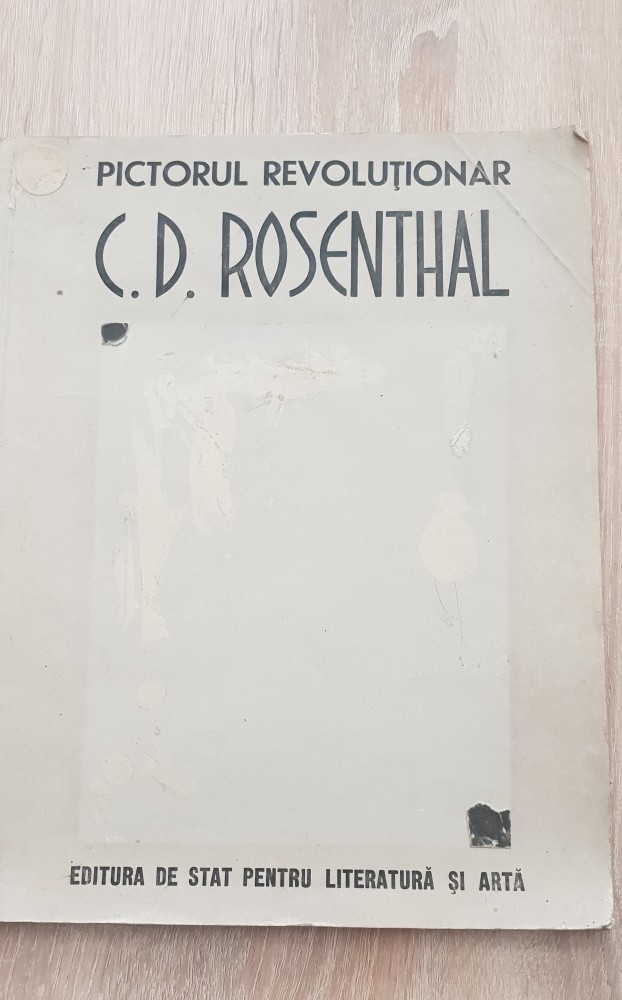 PICTORUL REVOLUȚIONAR
C.D. ROSENTHAL
EDITURA DE STAT PENTRU LITERATURĂ ȘI ARTĂ